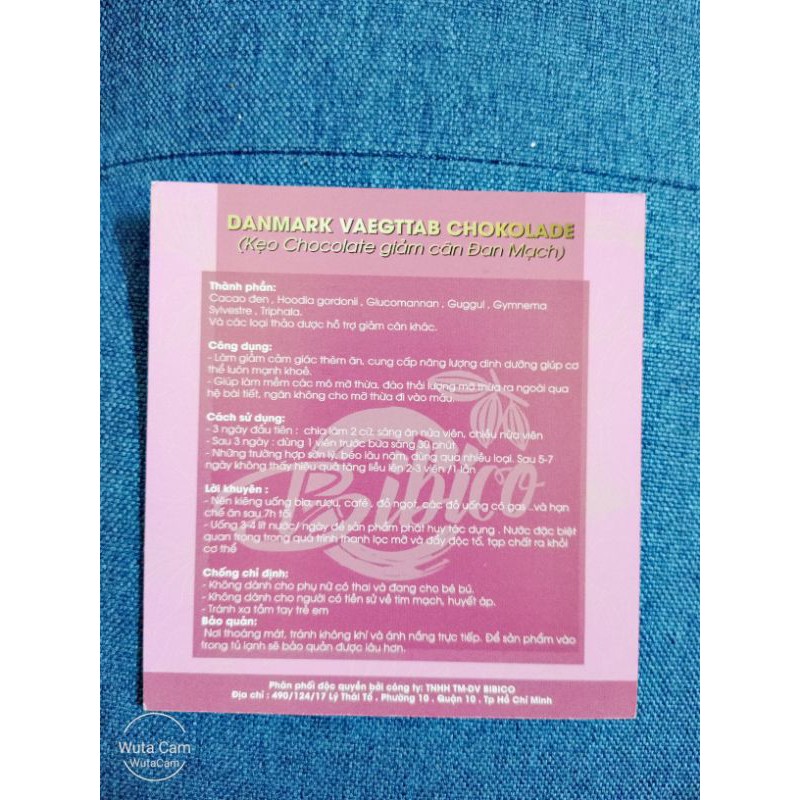 DANMARK VAEGTTAB CHOKOLADE
(Kẹo Chocolate giảm cân Đan Mạch)
Thành phần:
Cacao đen , Hoodia gordonii , Glucomannan , Guggul , Gymnema
Sylvestre , Triphala.
Và các loại thảo dược hỗ trợ giảm cân khác.
Công dụng:
- Làm giảm cảm giác thèm ăn, cung cấp năng lượng dinh dưỡng giúp cơ
thể luôn mạnh khoẻ.
- Giúp làm mềm các mô mỡ thừa, đào thải lượng mỡ thừa ra ngoài qua
hệ bài tiết, ngăn không cho mỡ thừa đi vào máu.
Cách sử dụng:
- 3 ngày đầu tiên : chia làm 2 cữ, sáng ăn nửa viên, chiều nửa viên
- Sau 3 ngày : dùng 1 viên trước bữa sáng 30 phút
- Những trường hợp sờn lỳ, béo lâu năm, dùng qua nhiều loại. Sau 5-7
ngày không thấy hiệu quả tăng liều lên 2-3 viên /1 lần
Lời khuyên :
- Nên kiêng uống bia, rượu, café , đồ ngọt, các đồ uống có gas ..và hạn
chế ăn sau 7h tối
- Uống 3-4 lít nước/ ngày để sản phẩm phát huy tác dụng . Nước đặc biệt
quan trọng trong quá trình thanh lọc mỡ và đẩy độc tố, tạp chất ra khỏi
cơ thể
Chống chỉ định:
- Không dành cho phụ nữ có thai và đang cho bé bú.
- Không dành cho người có tiền sử về tim mạch, huyết áp.
- Tránh xa tầm tay trẻ em
Bảo quản:
Nơi thoáng mát, tránh không khí và ánh nắng trực tiếp. Để sản phẩm vào
trong tủ lạnh sẽ bảo quản được lâu hơn.
Bibico
Phân phối độc quyền bởi công ty: TNHH TM-DV BIBICO
Địa chỉ : 490/124/17 Lý Thái Tổ , Phường 10 , Quận 10 , Tp Hồ Chí Minh
Wuta Cam
WutaCam